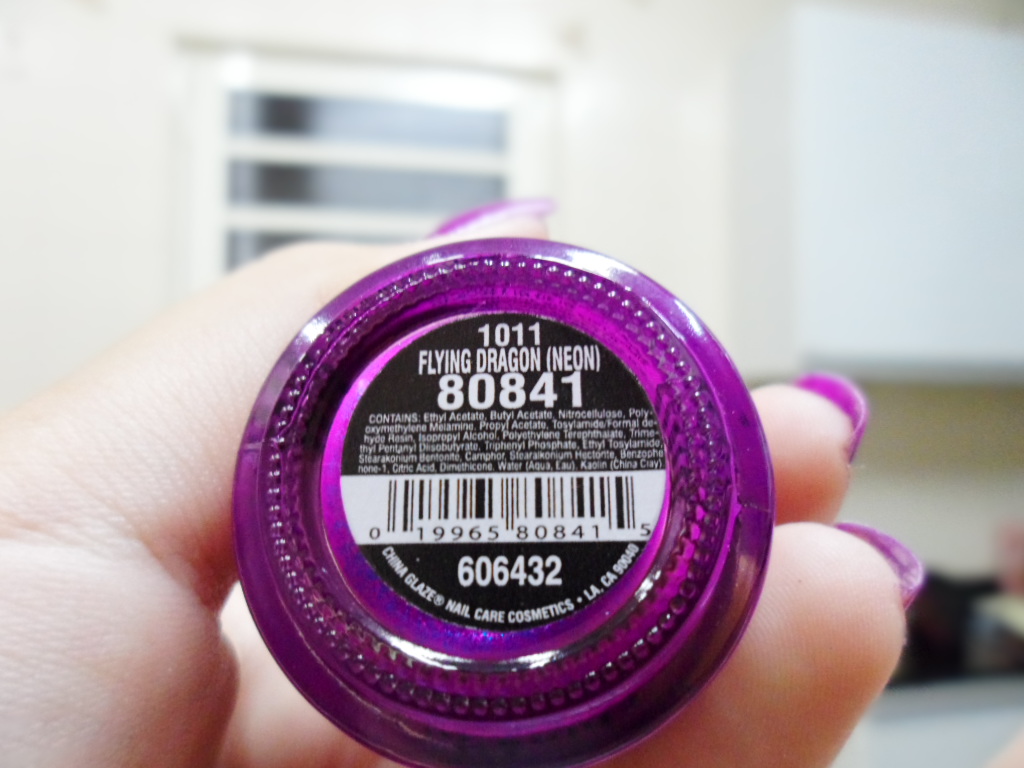 1011
FLYING DRAGON (NEON)
80841
CONTAINS: Ethyl Acetate, Butyl Acetate, Nitrocellulose, Poly-
oxymethylene Melamine, Propyl Acetate, Tosylamide/Formalde-
hyde Resin, Isopropyl Alcohol, Polyethylene Terephthalate, Trime-
thyl Pentanyl Diisobutyrate, Triphenyl Phosphate, Ethyl Tosylamide,
Stearalkonium Bentonite, Camphor, Stearalkonium Hectorite, Benzophe-
none-1, Citric Acid, Dimethicone, Water (Aqua, Eau), Kaolin (China Clay)
0 19965 80841 5
606432
CHINA GLAZE® NAIL CARE COSMETICS • LA, CA 90040